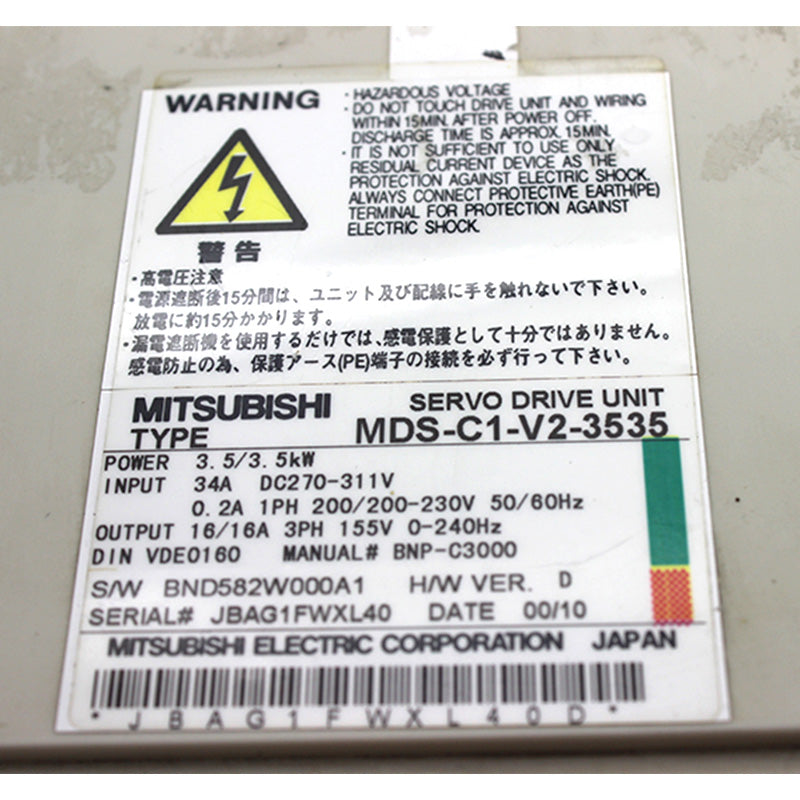 WARNING
・HAZARDOUS VOLTAGE
・DO NOT TOUCH DRIVE UNIT AND WIRING
WITHIN 15MIN. AFTER POWER OFF.
DISCHARGE TIME IS APPROX. 15MIN.
・IT IS NOT SUFFICIENT TO USE ONLY
RESIDUAL CURRENT DEVICE AS THE
PROTECTION AGAINST ELECTRIC SHOCK.
ALWAYS CONNECT PROTECTIVE EARTH(PE)
TERMINAL FOR PROTECTION AGAINST
ELECTRIC SHOCK.
警告
・高電圧注意
・電源遮断後15分間は、ユニット及び配線に手を触れないで下さい。
放電に約15分かかります。
・漏電遮断機を使用するだけでは、感電保護として十分ではありません。
感電防止の為、保護アース(PE)端子の接続を必ず行って下さい。
MITSUBISHI SERVO DRIVE UNIT
TYPE MDS-C1-V2-3535
POWER 3.5/3.5kW
INPUT 34A DC270-311V
0.2A 1PH 200/200-230V 50/60Hz
OUTPUT 16/16A 3PH 155V 0-240Hz
DIN VDE0160 MANUAL# BNP-C3000
S/W BND582W000A1 H/W VER. D
SERIAL# JBAG1FWXL40 DATE 00/10
MITSUBISHI ELECTRIC CORPORATION JAPAN
*JBAG1FWXL40D*